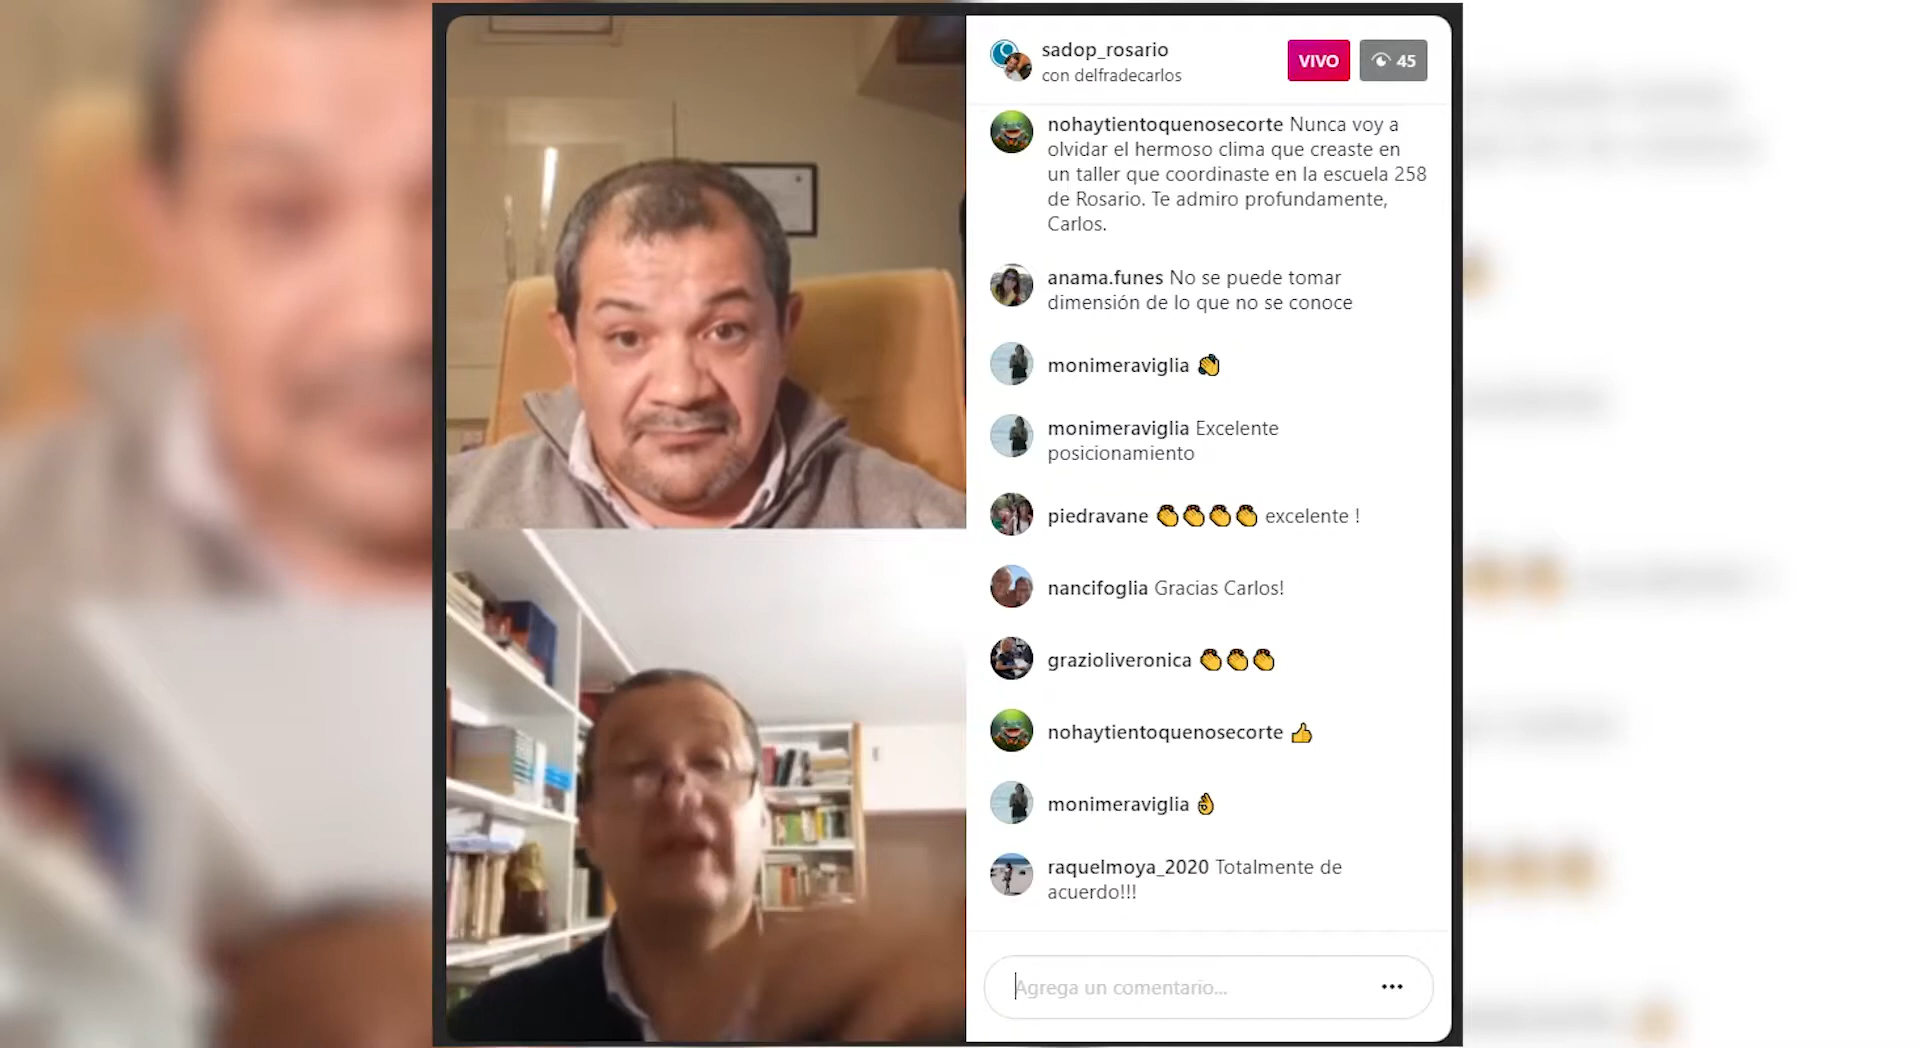 sadop_rosario
con delfradecarlos
VIVO
45
nohaytientoquenosecorte Nunca voy a
olvidar el hermoso clima que creaste en
un taller que coordinaste en la escuela 258
de Rosario. Te admiro profundamente,
Carlos.
anama.funes No se puede tomar
dimensión de lo que no se conoce
monimeraviglia 👏
monimeraviglia Excelente
posicionamiento
piedravane 👏👏👏👏 excelente !
nancifoglia Gracias Carlos!
grazioliveronica 👏👏👏
nohaytientoquenosecorte 👍
monimeraviglia 👌
raquelmoya_2020 Totalmente de
acuerdo!!!
Agrega un comentario...